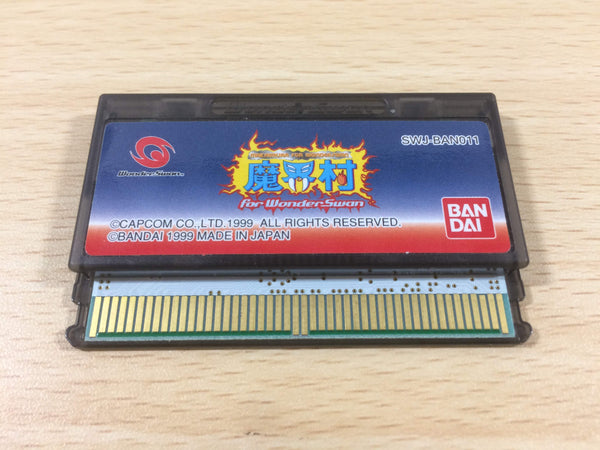 SWJ-BAN011
WonderSwan
魔界村
for WonderSwan
©CAPCOM CO., LTD. 1999 ALL RIGHTS RESERVED.
©BANDAI 1999 MADE IN JAPAN
BAN
DAI